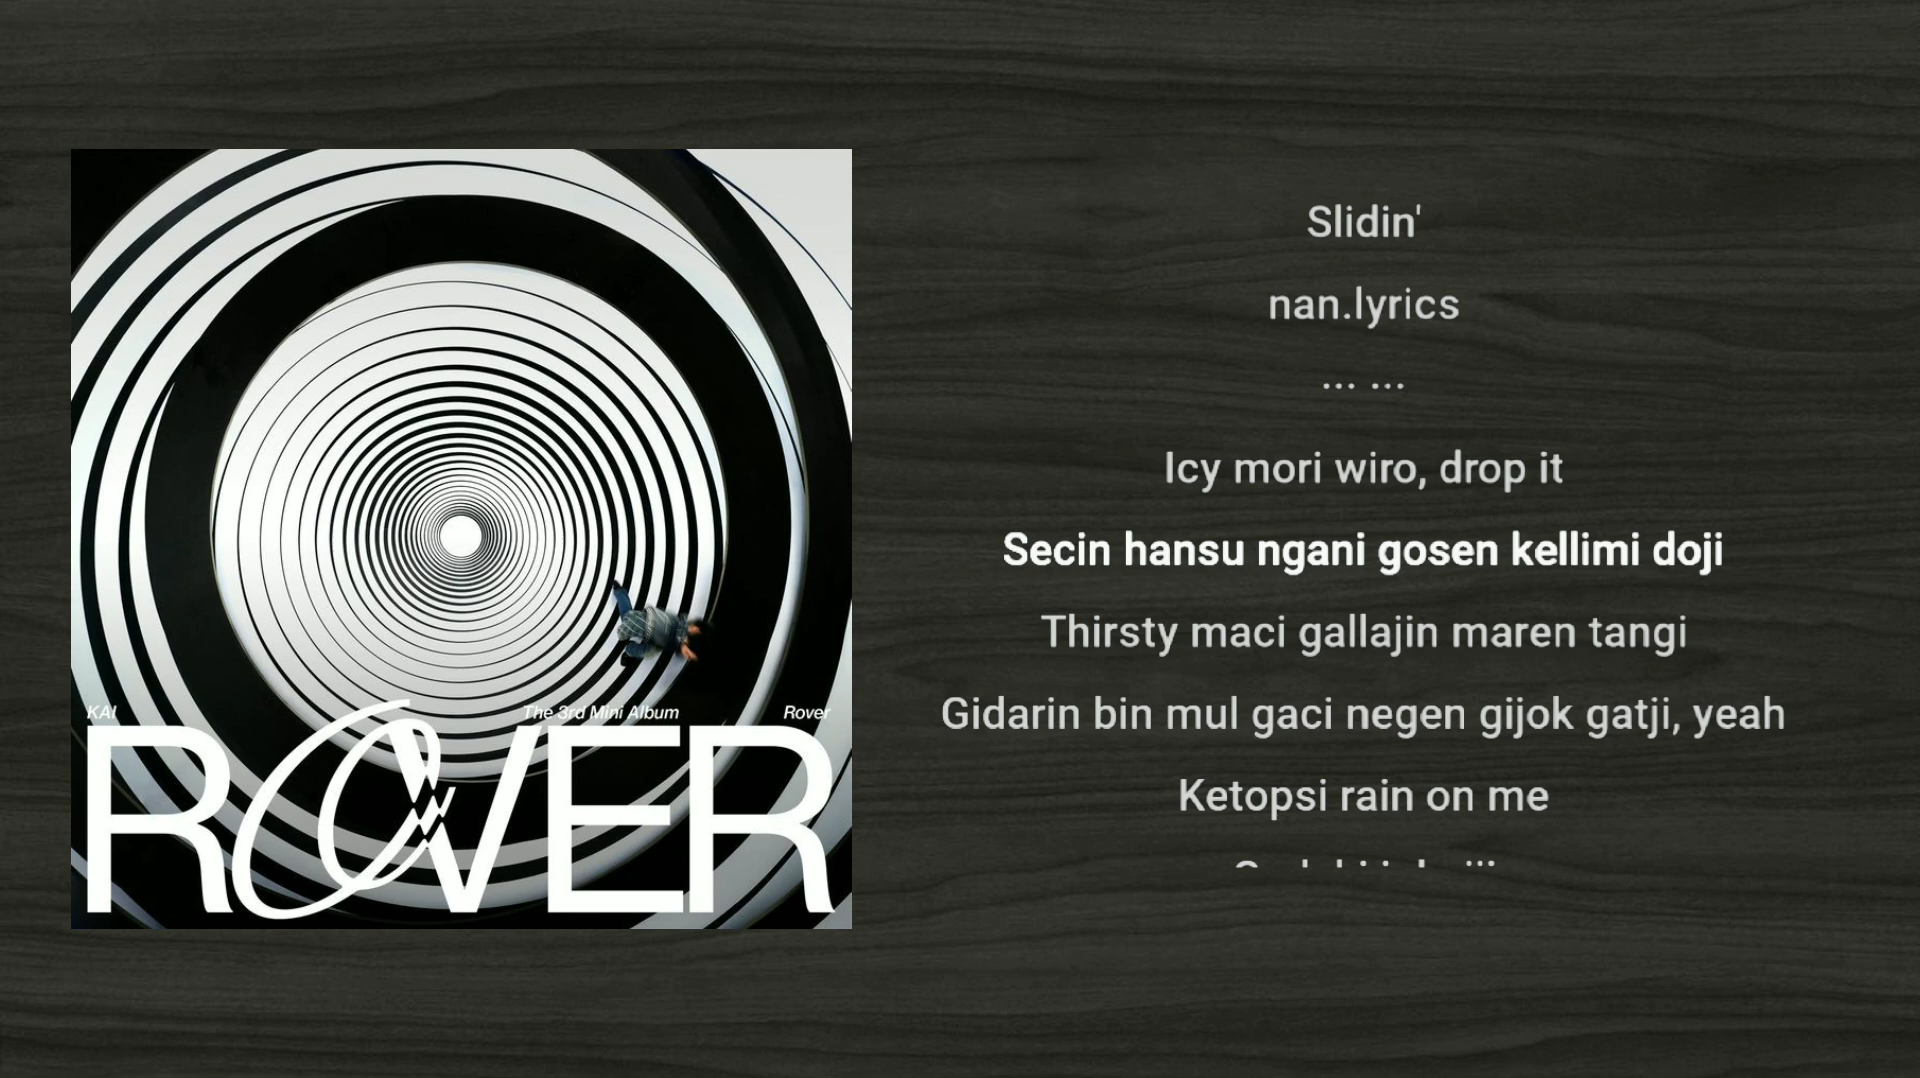 KAI The 3rd Mini Album Rover
ROVER
Slidin'
nan.lyrics
... ...
Icy mori wiro, drop it
Secin hansu ngani gosen kellimi doji
Thirsty maci gallajin maren tangi
Gidarin bin mul gaci negen gijok gatji, yeah
Ketopsi rain on me